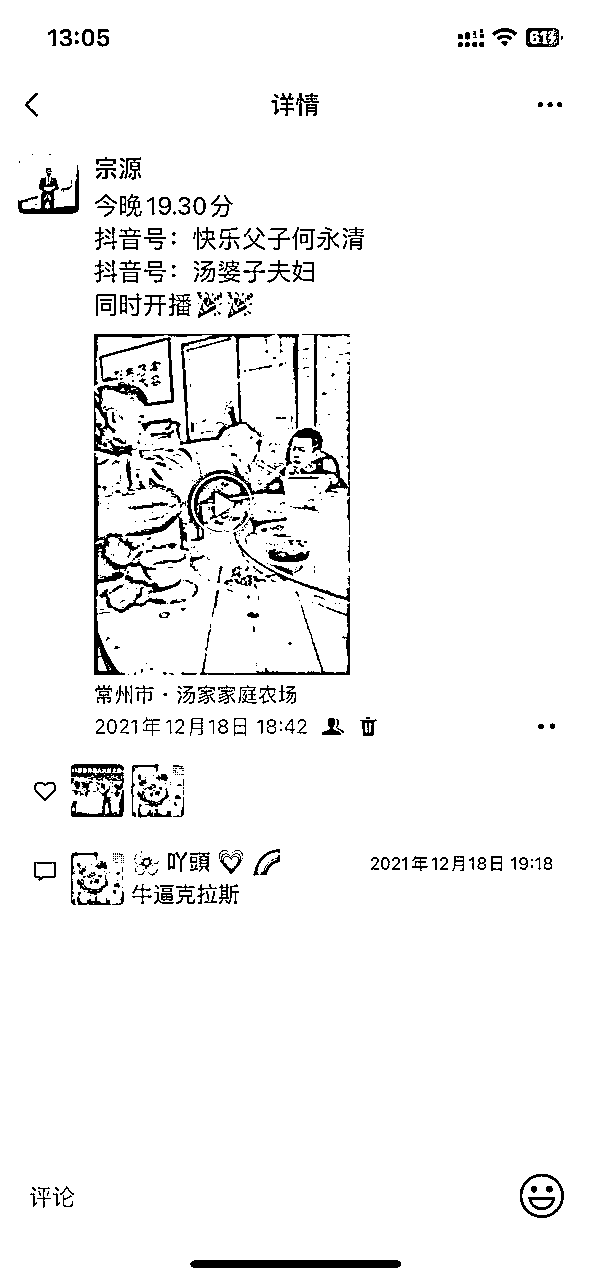 13:05
61
详情
宗源
今晚19.30分
抖音号：快乐父子何永清
抖音号：汤婆子夫妇
同时开播🎉🎉
常州市·汤家家庭农场
2021年12月18日 18:42
🌸吖頭💗🌈
2021年12月18日 19:18
牛逼克拉斯
评论